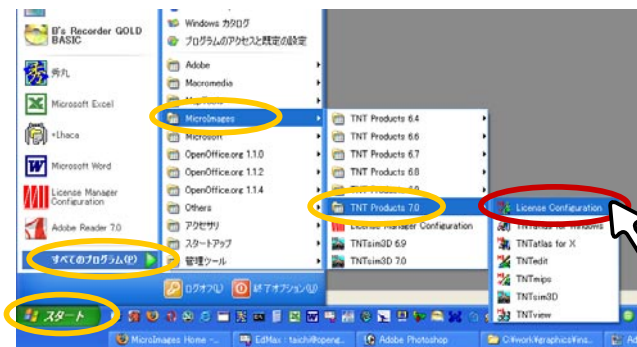 B's Recorder GOLD
BASIC
秀丸
Microsoft Excel
+Lhaca
Microsoft Word
License Manager
Configuration
Adobe Reader 7.0
すべてのプログラム(P)
Windows カタログ
プログラムのアクセスと既定の設定
Adobe
Macromedia
MicroImages
Microsoft
OpenOffice.org 1.1.0
OpenOffice.org 1.1.2
OpenOffice.org 1.1.4
Others
アクセサリ
スタートアップ
管理ツール
TNT Products 6.4
TNT Products 6.6
TNT Products 6.7
TNT Products 6.8
TNT Products 6.9
TNT Products 7.0
License Manager Configuration
TNTsim3D 6.9
TNTsim3D 7.0
License Configuration
TNTatlas for Windows
TNTatlas for X
TNTedit
TNTmips
TNTsim3D
TNTview
ログオフ(L)
終了オプション(U)
スタート
MicroImages Home -...
EdMax : taichi@openg...
Adobe Photoshop
C:¥work¥graphics¥ins...